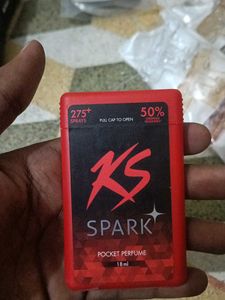 275+
SPRAYS
PULL CAP TO OPEN
50%
KS
SPARK
POCKET PERFUME
18 ml